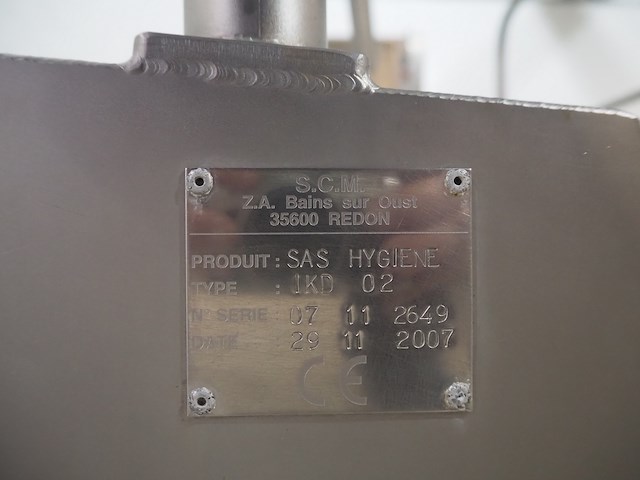 S.C.M.
Z.A. Bains sur Oust
35600 REDON
PRODUIT : SAS HYGIENE
TYPE : 1KD 02
N SERIE : 07 11 2649
DATE : 29 11 2007
CE